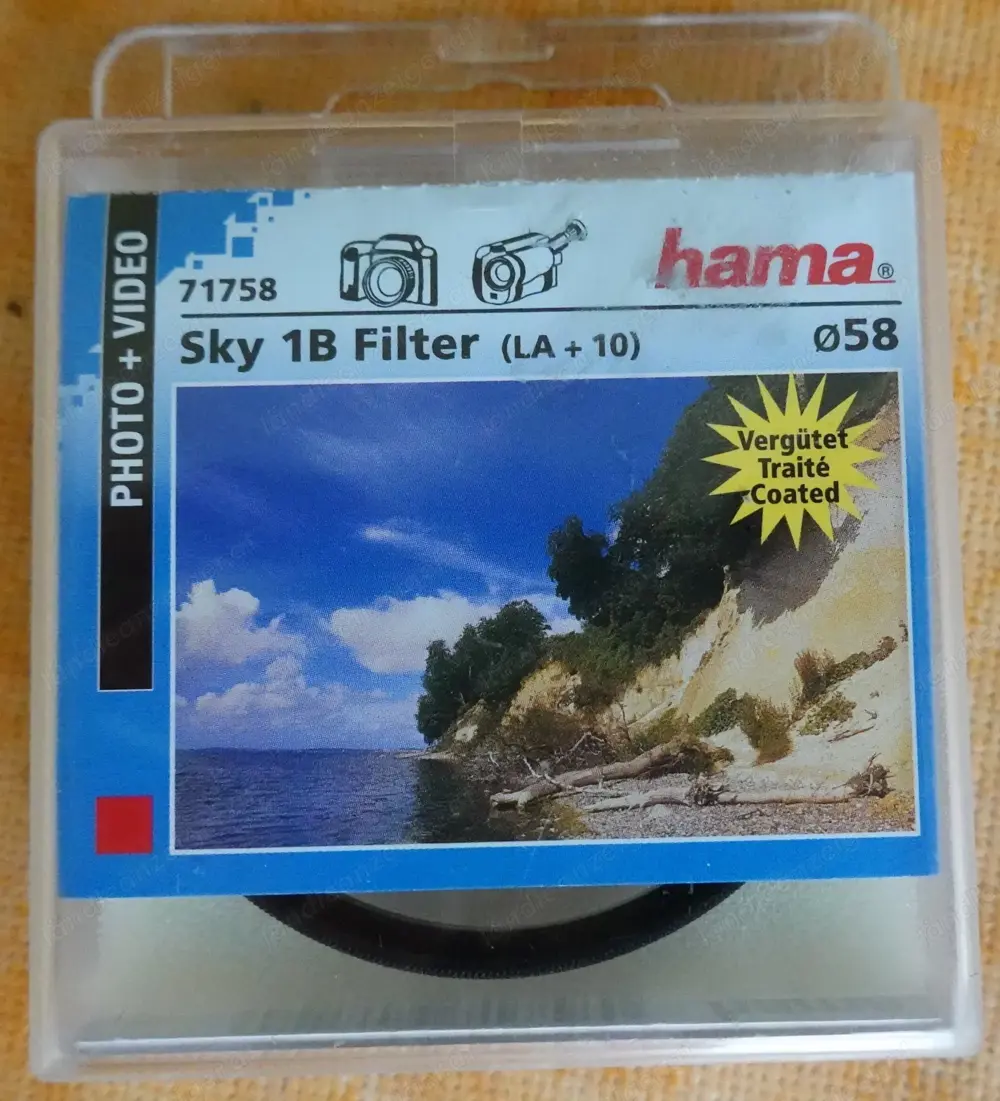 PHOTO + VIDEO
71758
hama®
Sky 1B Filter (LA + 10)
ø58
Vergütet
Traité
Coated